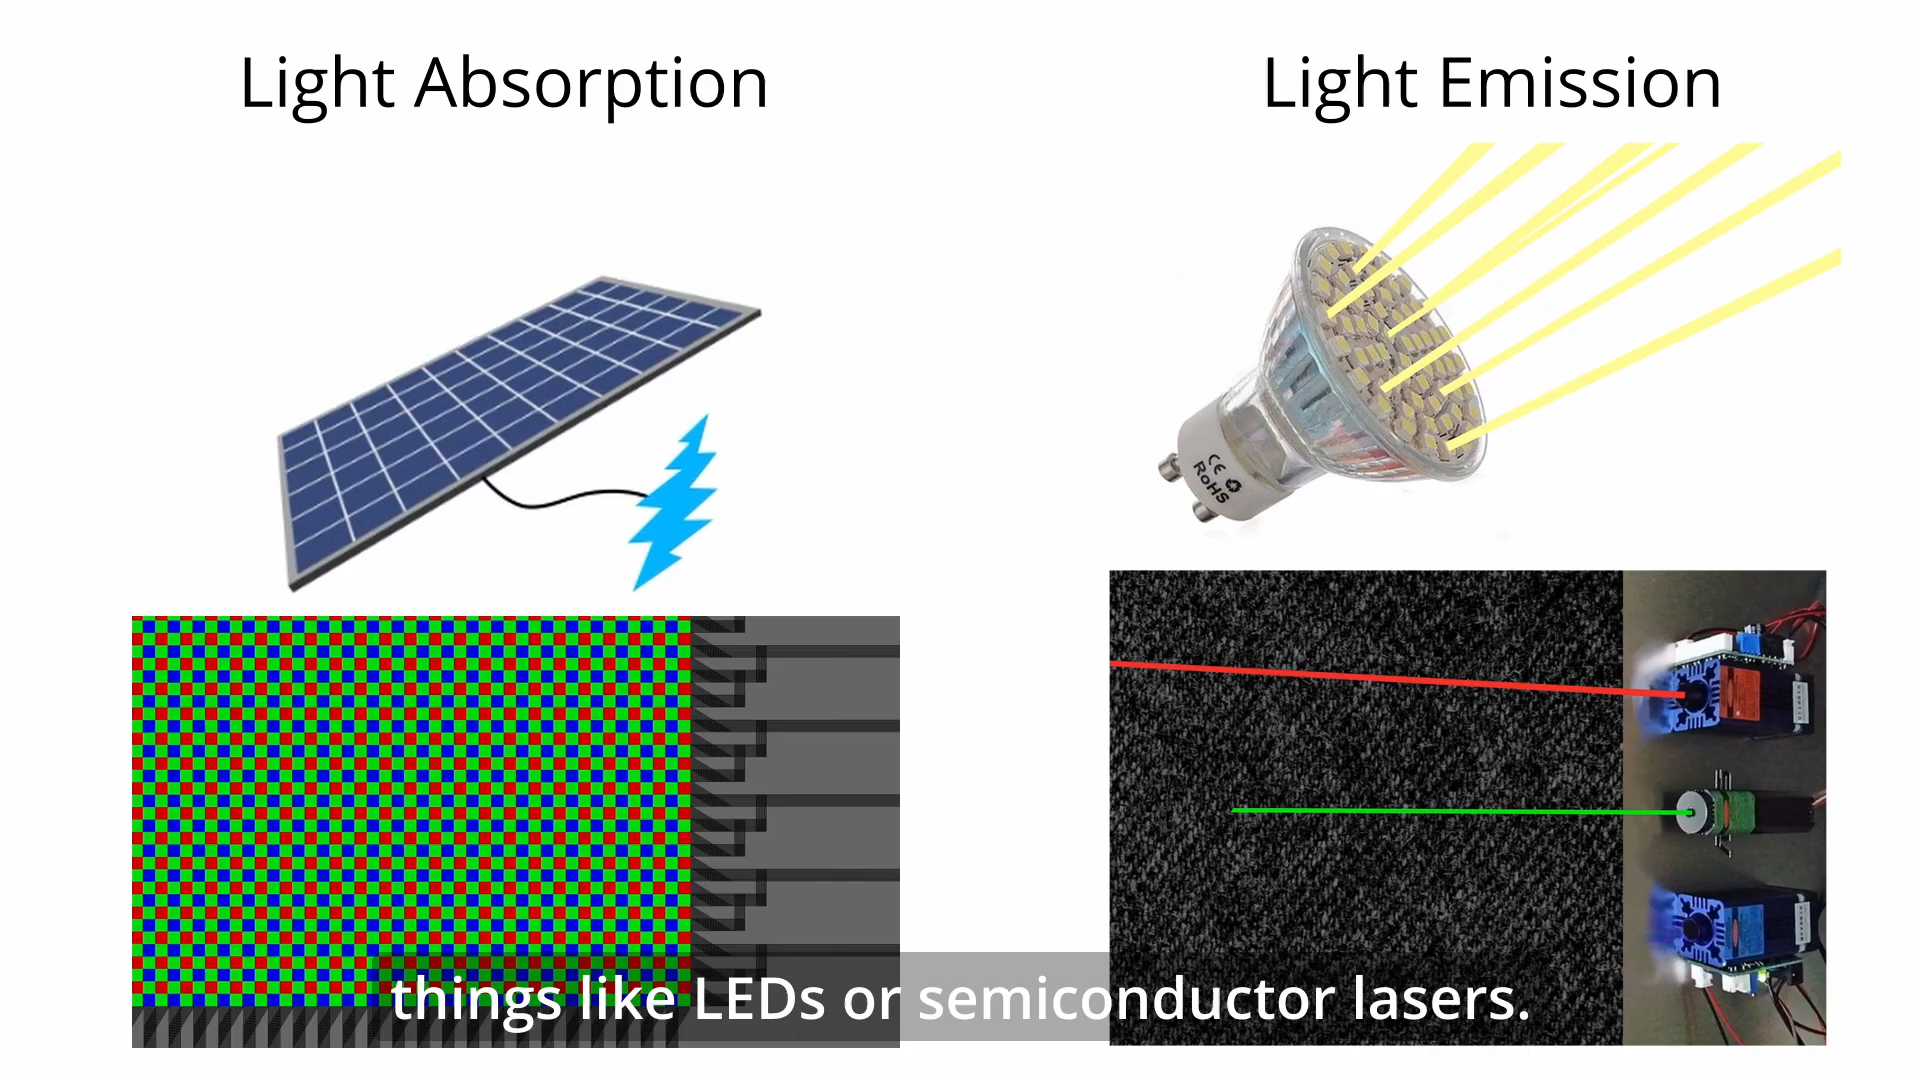 Light Absorption
Light Emission
CE
RoHS
things like LEDs or semiconductor lasers.